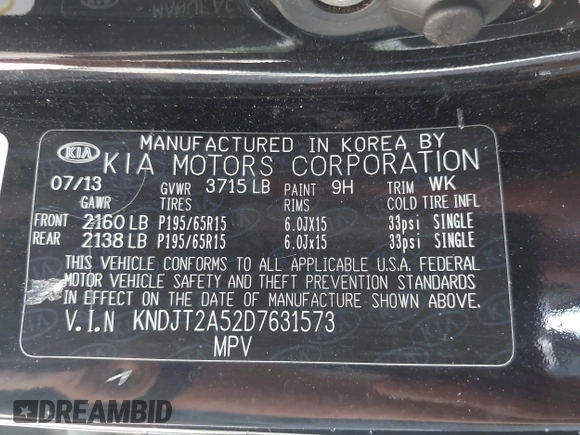 KIA
MANUFACTURED IN KOREA BY
KIA MOTORS CORPORATION
07/13 GVWR 3715 LB PAINT 9H TRIM WK
GAWR TIRES RIMS COLD TIRE INFL
FRONT 2160 LB P195/65R15 6.0JX15 33psi SINGLE
REAR 2138 LB P195/65R15 6.0Jx15 33psi SINGLE
THIS VEHICLE CONFORMS TO ALL APPLICABLE U.S.A. FEDERAL
MOTOR VEHICLE SAFETY AND THEFT PREVENTION STANDARDS
IN EFFECT ON THE DATE OF MANUFACTURE SHOWN ABOVE.
V.I.N KNDJT2A52D7631573
MPV
DREAMBID